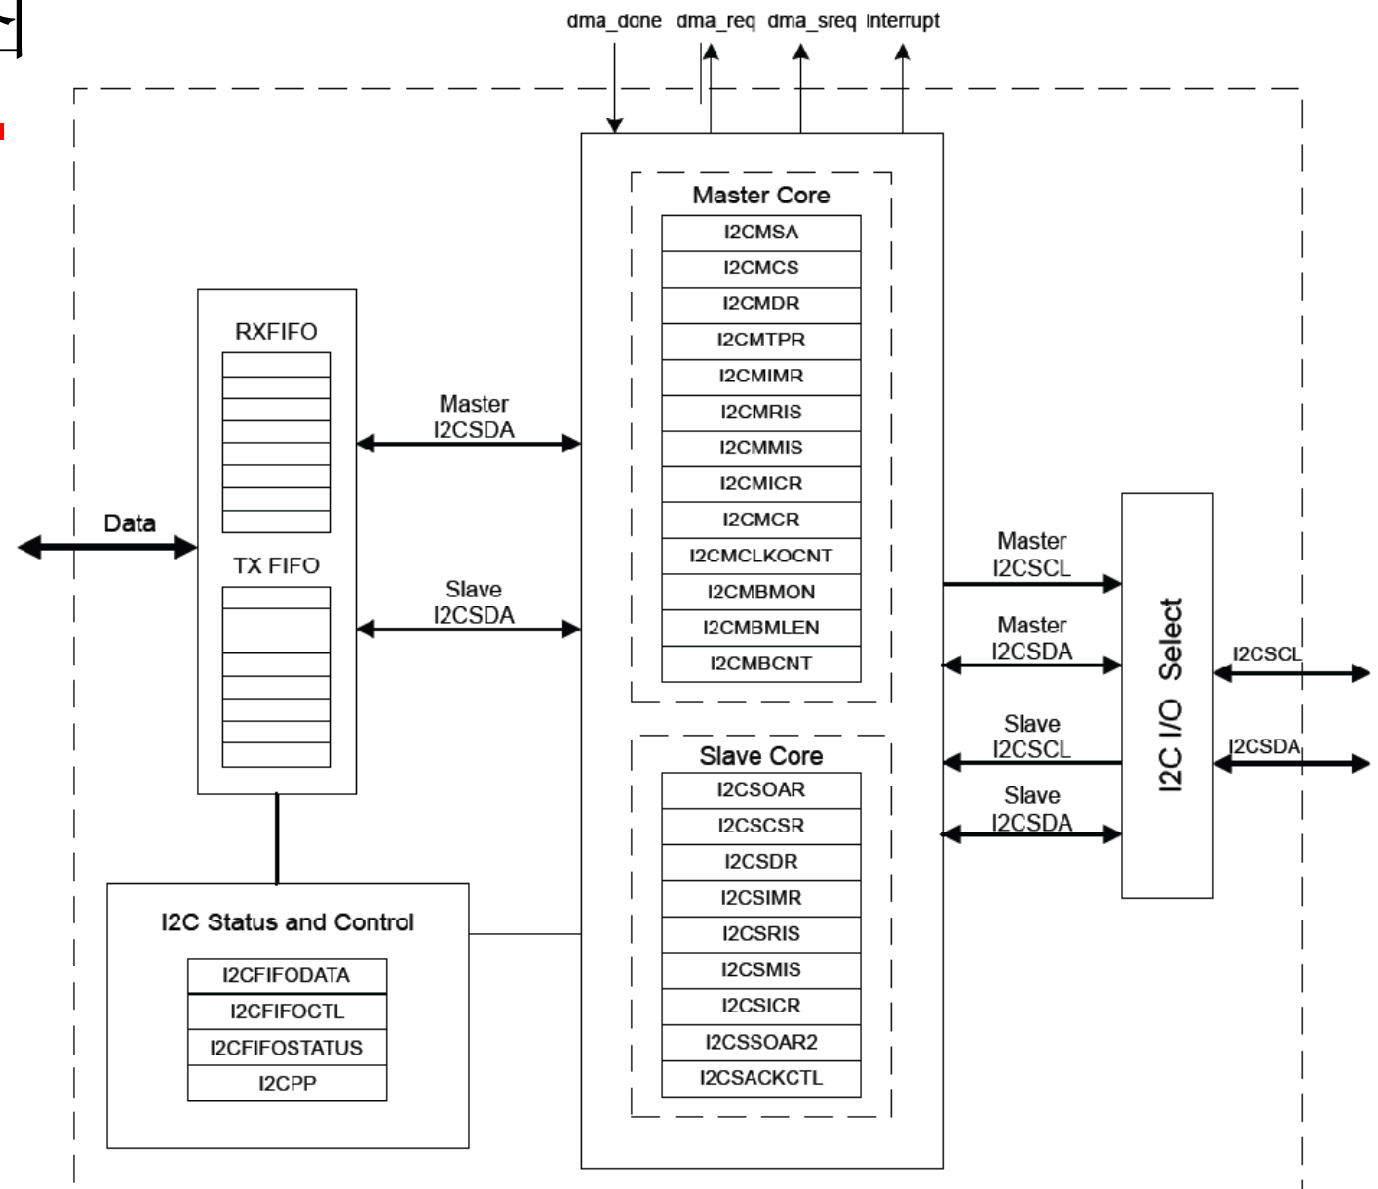 dma_done dma_req dma_sreq Interrupt
Master Core
I2CMSA
I2CMCS
I2CMDR
I2CMTPR
I2CMIMR
I2CMRIS
I2CMMIS
I2CMICR
I2CMCR
I2CMCLKOCNT
I2CMBMON
I2CMBMLEN
I2CMBCNT
RXFIFO
Master
I2CSDA
Data
TX FIFO
Slave
I2CSDA
Master
I2CSCL
Master
I2CSDA
Slave
I2CSCL
Slave
I2CSDA
I2C I/O Select
I2CSCL
I2CSDA
Slave Core
I2CSOAR
I2CSCSR
I2CSDR
I2CSIMR
I2CSRIS
I2CSMIS
I2CSICR
I2CSSOAR2
I2CSACKCTL
I2C Status and Control
I2CFIFODATA
I2CFIFOCTL
I2CFIFOSTATUS
I2CPP